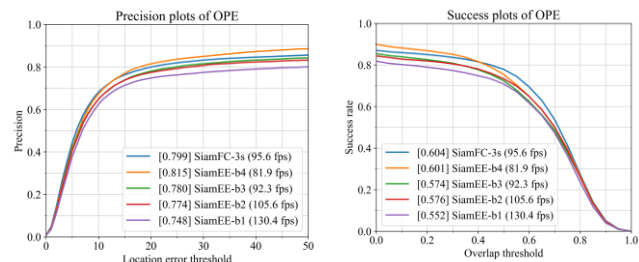 Precision plots of OPE
Precision
1.0
0.8
0.6
0.4
0.2
0.0
[0.799] SiamFC-3s (95.6 fps)
[0.815] SiamEE-b4 (81.9 fps)
[0.780] SiamEE-b3 (92.3 fps)
[0.774] SiamEE-b2 (105.6 fps)
[0.748] SiamEE-b1 (130.4 fps)
0 10 20 30 40 50
Location error threshold
Success plots of OPE
Success rate
1.0
0.8
0.6
0.4
0.2
0.0
[0.604] SiamFC-3s (95.6 fps)
[0.601] SiamEE-b4 (81.9 fps)
[0.574] SiamEE-b3 (92.3 fps)
[0.576] SiamEE-b2 (105.6 fps)
[0.552] SiamEE-b1 (130.4 fps)
0.0 0.2 0.4 0.6 0.8 1.0
Overlap threshold